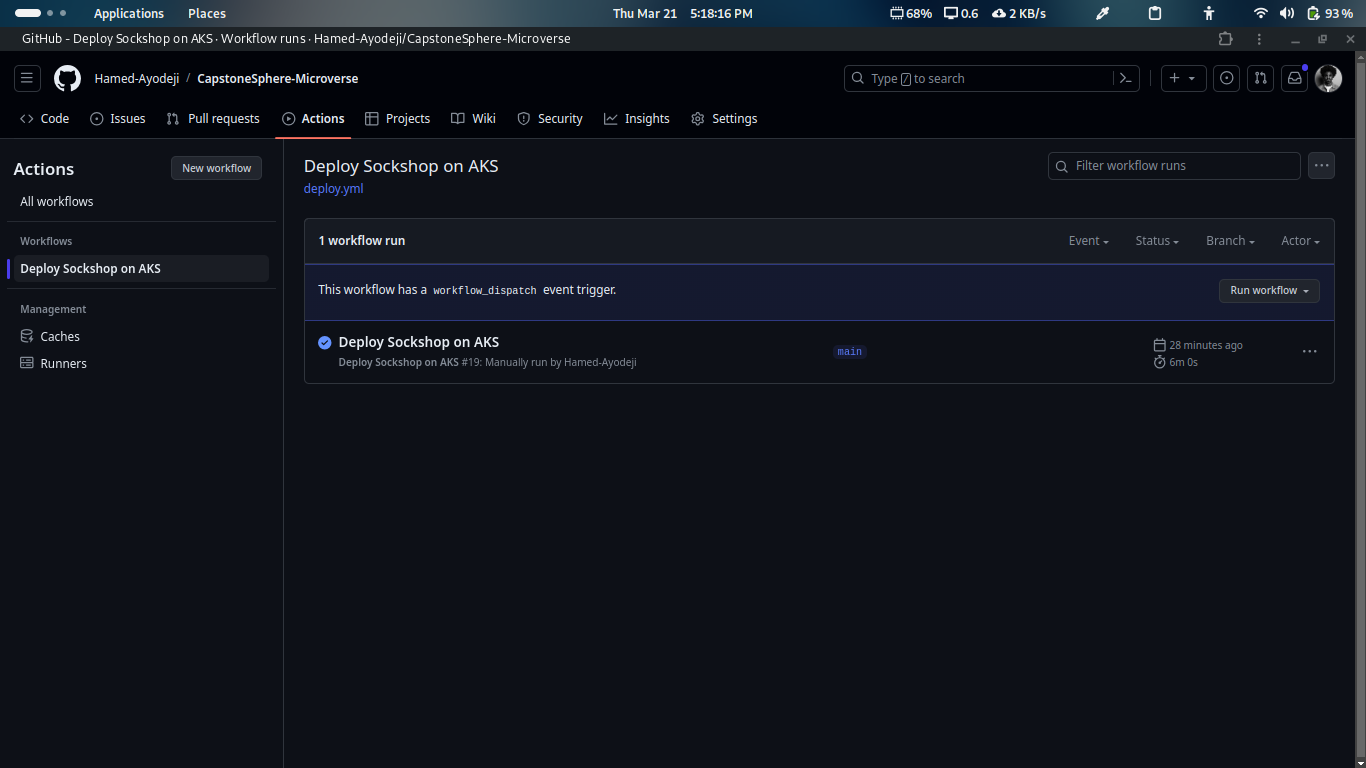 Applications Places Thu Mar 21 5:18:16 PM 68% 0.6 2 KB/s 93 %
GitHub - Deploy Sockshop on AKS · Workflow runs · Hamed-Ayodeji/CapstoneSphere-Microverse
Hamed-Ayodeji / CapstoneSphere-Microverse Type / to search
Code Issues Pull requests Actions Projects Wiki Security Insights Settings
Actions New workflow
All workflows
Workflows
Deploy Sockshop on AKS
Management
Caches
Runners
Deploy Sockshop on AKS
deploy.yml
Filter workflow runs
1 workflow run Event Status Branch Actor
This workflow has a workflow_dispatch event trigger. Run workflow
Deploy Sockshop on AKS
Deploy Sockshop on AKS #19: Manually run by Hamed-Ayodeji
main
28 minutes ago
6m 0s